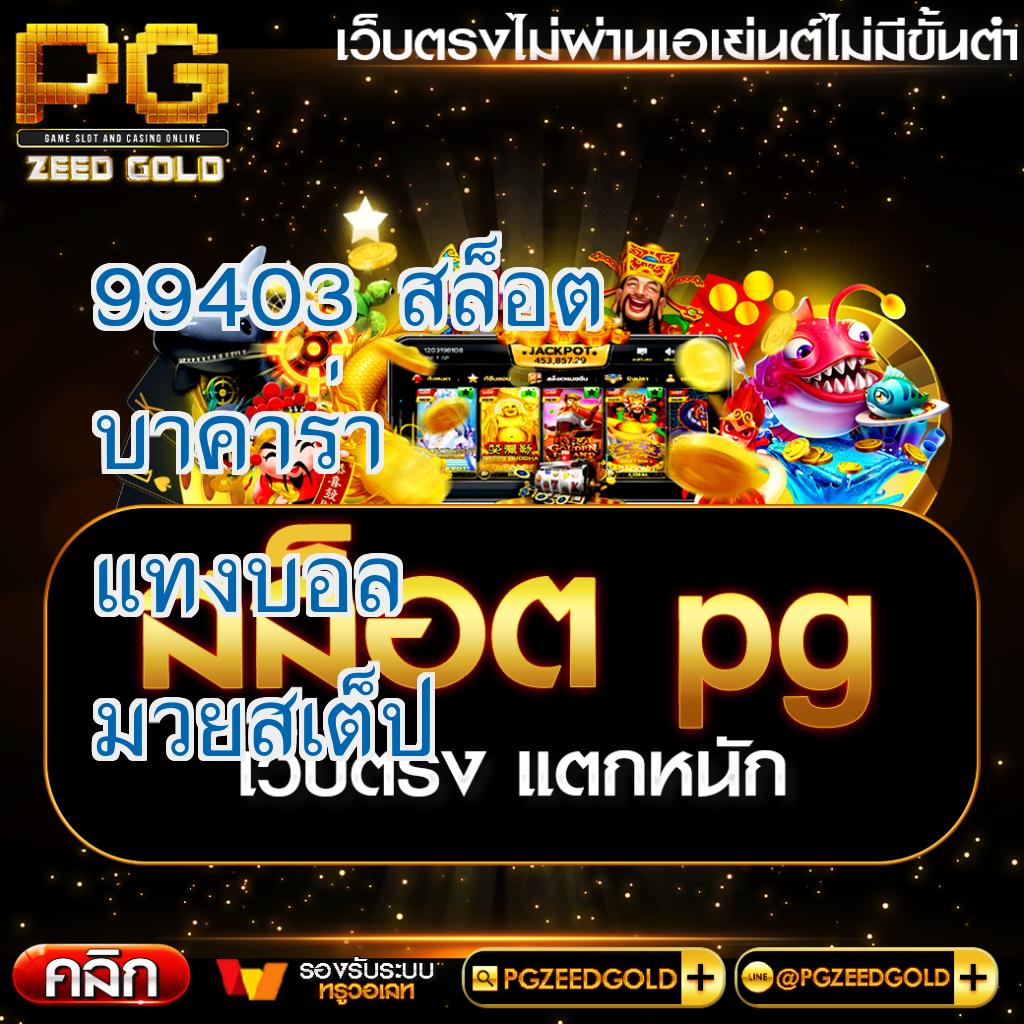 เว็บตรงไม่ผ่านเอเย่นต์ไม่มีขั้นต่ำ
PG
GAME SLOT AND CASINO ONLINE
ZEED GOLD
99403 สล็อต
บาคาร่า
JACKPOT
453,857.79
1203198108
แทงบอล
สล็อต pg
มวยสเต็ป
เว็บตรง แตกหนัก
คลิก
รองรับระบบ
ทรูวอเลท
PGZEEDGOLD +
LINE @PGZEEDGOLD +